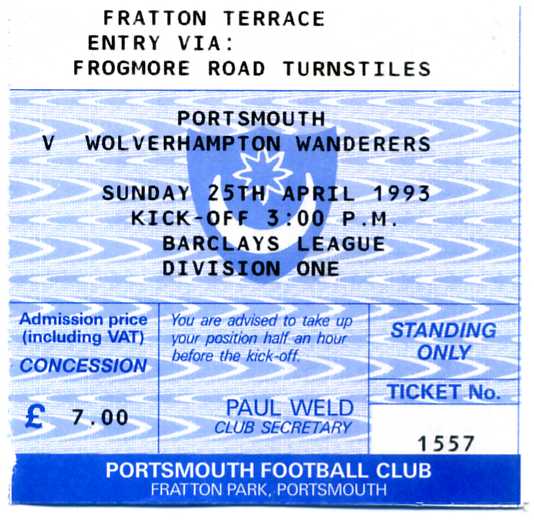 FRATTON TERRACE
ENTRY VIA:
FROGMORE ROAD TURNSTILES
PORTSMOUTH
V WOLVERHAMPTON WANDERERS
SUNDAY 25TH APRIL 1993
KICK-OFF 3:00 P.M.
BARCLAYS LEAGUE
DIVISION ONE
Admission price
(including VAT)
CONCESSION
£ 7.00
You are advised to take up
your position half an hour
before the kick-off.
PAUL WELD
CLUB SECRETARY
STANDING
ONLY
TICKET No.
1557
PORTSMOUTH FOOTBALL CLUB
FRATTON PARK, PORTSMOUTH